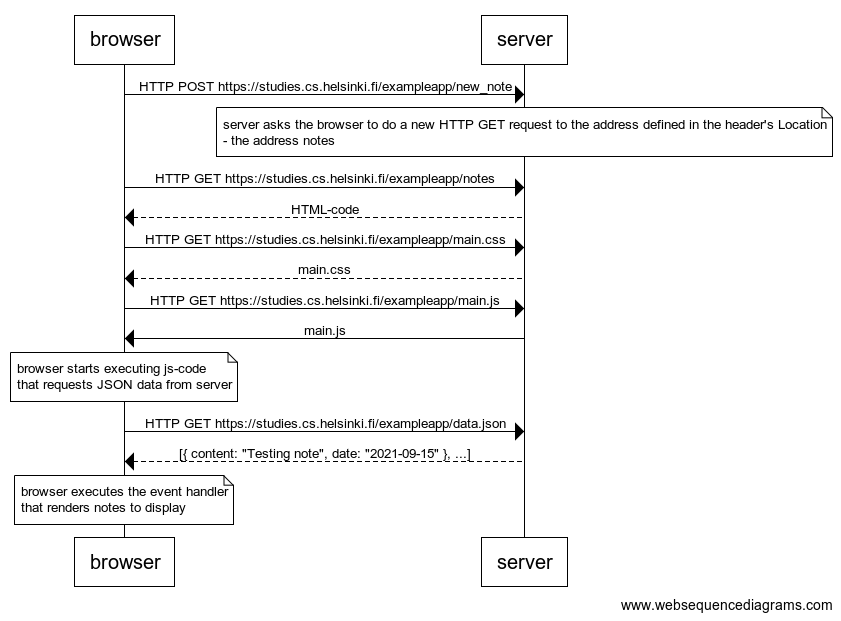 browser
server
HTTP POST https://studies.cs.helsinki.fi/exampleapp/new_note
server asks the browser to do a new HTTP GET request to the address defined in the header's Location
- the address notes
HTTP GET https://studies.cs.helsinki.fi/exampleapp/notes
HTML-code
HTTP GET https://studies.cs.helsinki.fi/exampleapp/main.css
main.css
HTTP GET https://studies.cs.helsinki.fi/exampleapp/main.js
main.js
browser starts executing js-code
that requests JSON data from server
HTTP GET https://studies.cs.helsinki.fi/exampleapp/data.json
[{ content: "Testing note", date: "2021-09-15" }, ...]
browser executes the event handler
that renders notes to display
browser
server
www.websequencediagrams.com